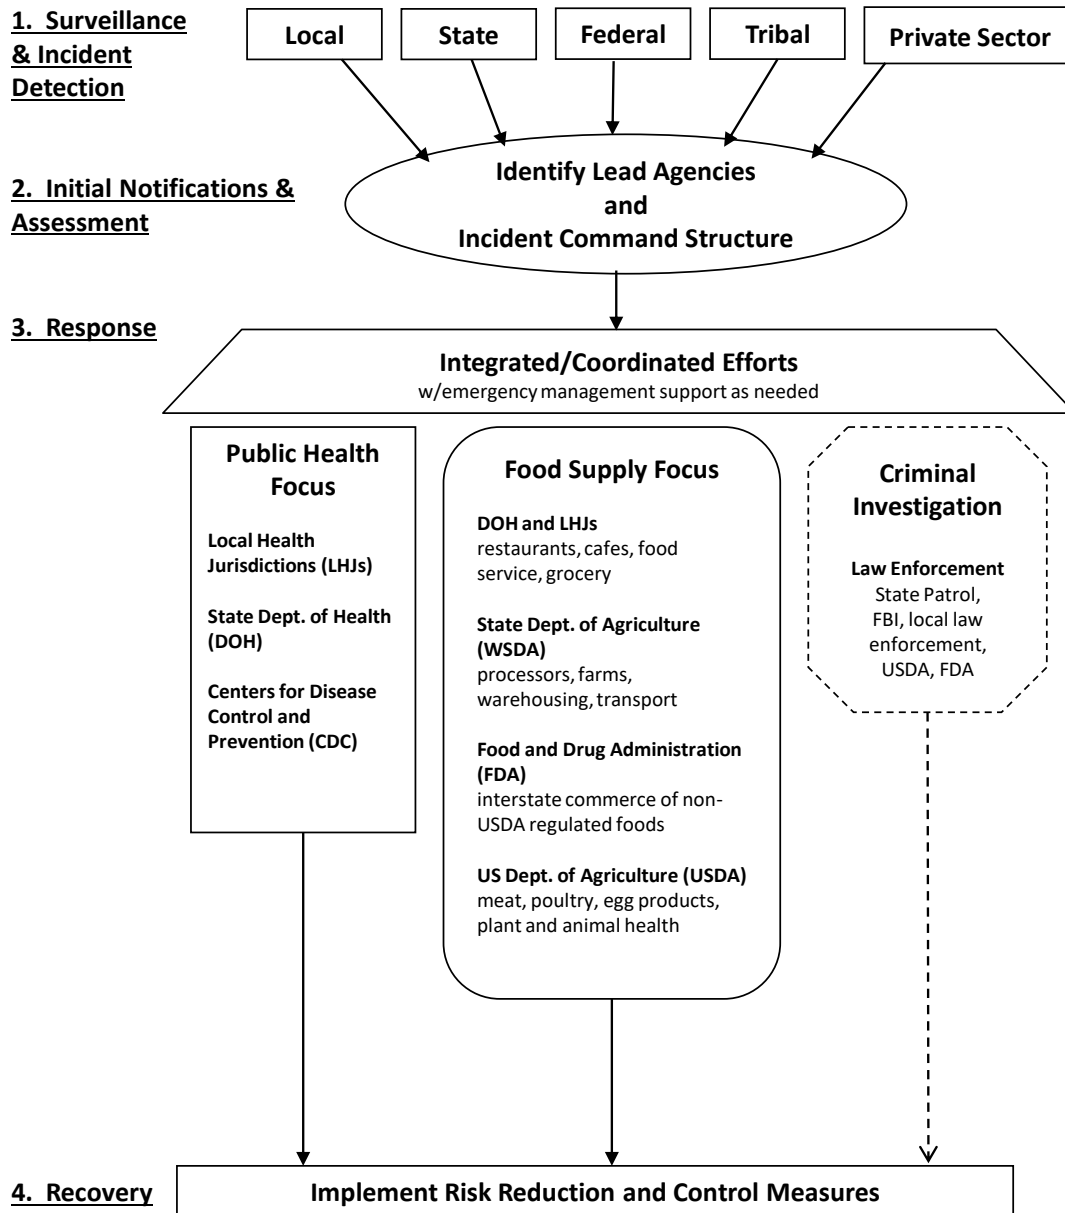 1. Surveillance
& Incident
Detection
Local
State
Federal
Tribal
Private Sector
2. Initial Notifications &
Assessment
Identify Lead Agencies
and
Incident Command Structure
3. Response
Integrated/Coordinated Efforts
w/emergency management support as needed
Public Health
Focus
Local Health
Jurisdictions (LHJs)
State Dept. of Health
(DOH)
Centers for Disease
Control and
Prevention (CDC)
Food Supply Focus
DOH and LHJs
restaurants, cafes, food
service, grocery
State Dept. of Agriculture
(WSDA)
processors, farms,
warehousing, transport
Food and Drug Administration
(FDA)
interstate commerce of non-
USDA regulated foods
US Dept. of Agriculture (USDA)
meat, poultry, egg products,
plant and animal health
Criminal
Investigation
Law Enforcement
State Patrol,
FBI, local law
enforcement,
USDA, FDA
4. Recovery
Implement Risk Reduction and Control Measures